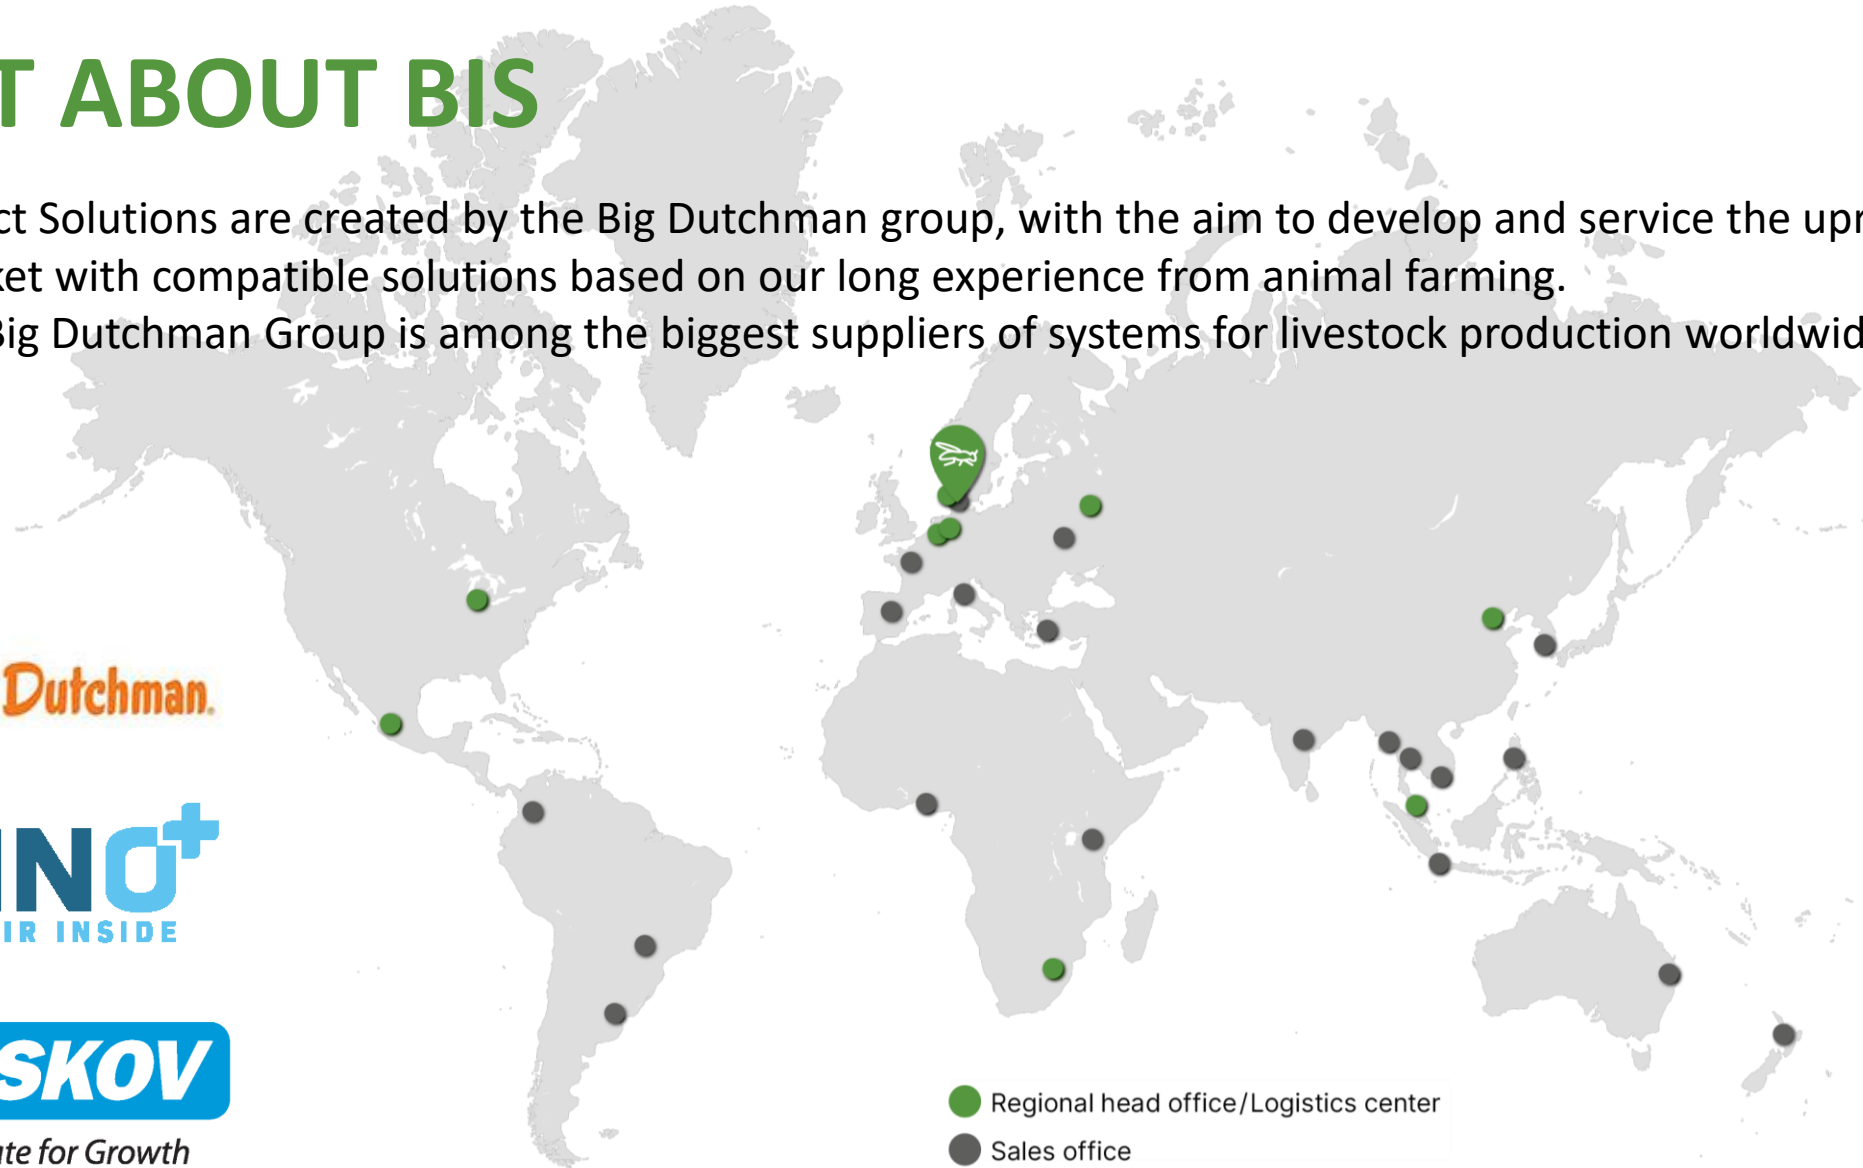 T ABOUT BIS
ct Solutions are created by the Big Dutchman group, with the aim to develop and service the upr
ket with compatible solutions based on our long experience from animal farming.
Big Dutchman Group is among the biggest suppliers of systems for livestock production worldwid
Dutchman.
INO+
IR INSIDE
SKOV
ate for Growth
Regional head office/Logistics center
Sales office